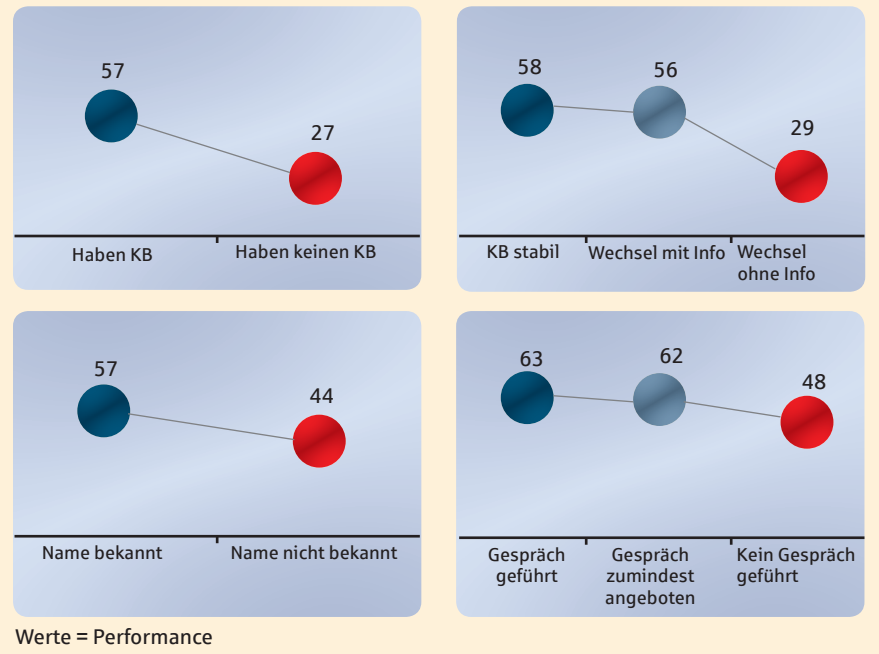 57
27
Haben KB
Haben keinen KB
58
56
29
KB stabil
Wechsel mit Info
Wechsel
ohne Info
57
44
Name bekannt
Name nicht bekannt
63
62
48
Gespräch
geführt
Gespräch
zumindest
angeboten
Kein Gespräch
geführt
Werte = Performance